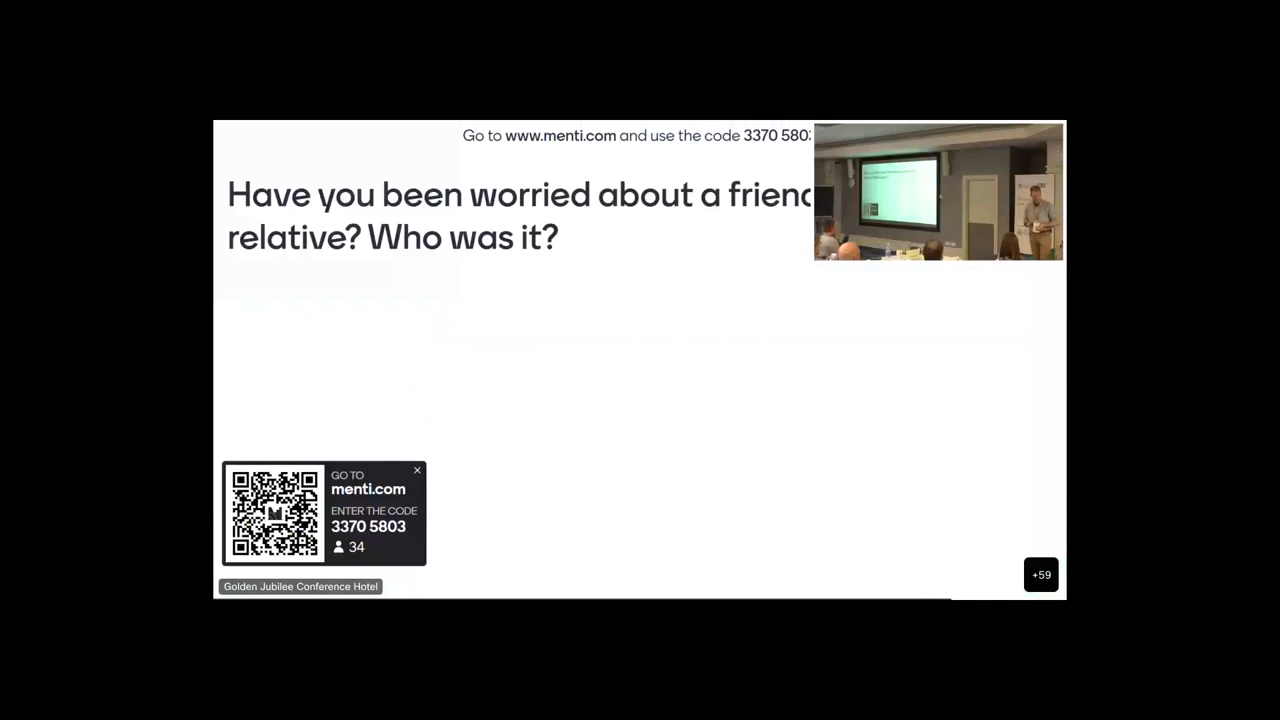 Go to www.menti.com and use the code 3370 580
Have you been worried about a frien
relative? Who was it?
GO TO
menti.com
ENTER THE CODE
3370 5803
34
Golden Jubilee Conference Hotel
+59